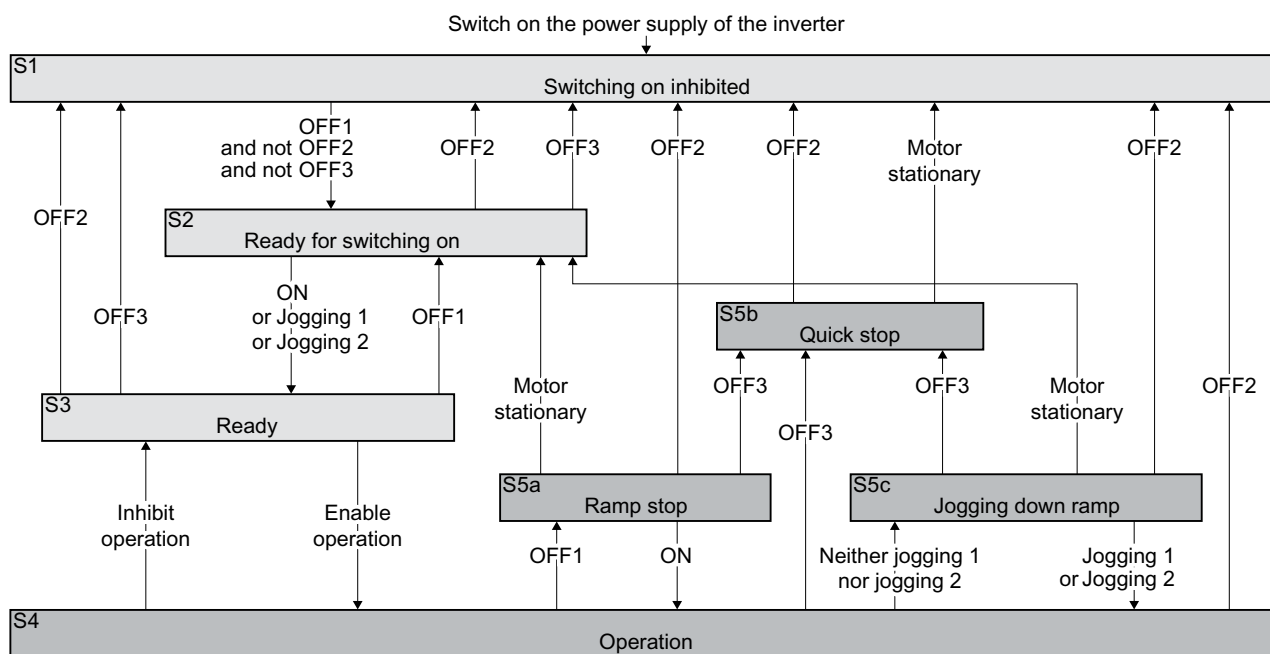 Switch on the power supply of the inverter
S1
Switching on inhibited
OFF1
and not OFF2
and not OFF3
OFF2
OFF3
OFF2
OFF2
Motor
stationary
OFF2
OFF2
S2
Ready for switching on
ON
or Jogging 1
or Jogging 2
OFF3
OFF1
S5b
Quick stop
Motor
stationary
OFF3
OFF3
Motor
stationary
OFF2
S3
Ready
OFF3
S5a
Ramp stop
S5c
Jogging down ramp
Inhibit
operation
Enable
operation
OFF1
ON
Neither jogging 1
nor jogging 2
Jogging 1
or Jogging 2
S4
Operation